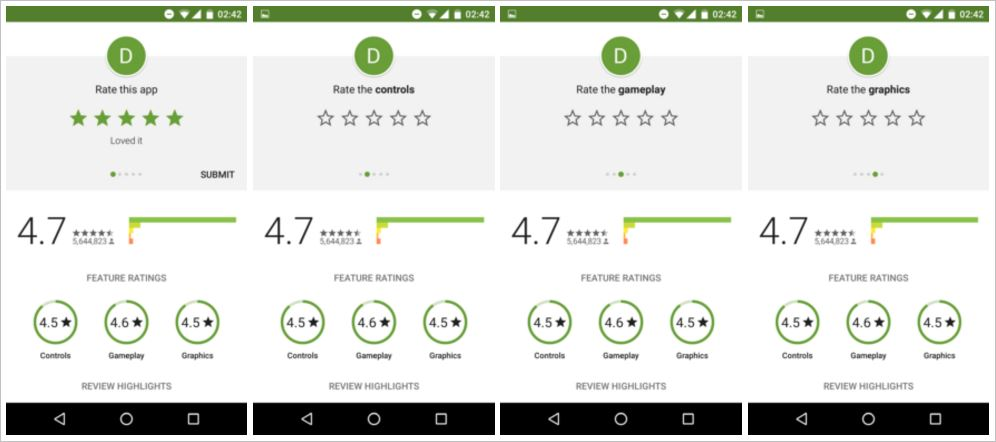 02:42
D
Rate this app
Loved it
SUBMIT
4.7
5,644,823
FEATURE RATINGS
4.5 4.6 4.5
Controls Gameplay Graphics
REVIEW HIGHLIGHTS
02:42
D
Rate the controls
4.7
5,644,823
FEATURE RATINGS
4.5 4.6 4.5
Controls Gameplay Graphics
REVIEW HIGHLIGHTS
02:42
D
Rate the gameplay
4.7
5,644,823
FEATURE RATINGS
4.5 4.6 4.5
Controls Gameplay Graphics
REVIEW HIGHLIGHTS
02:42
D
Rate the graphics
4.7
5,644,823
FEATURE RATINGS
4.5 4.6 4.5
Controls Gameplay Graphics
REVIEW HIGHLIGHTS